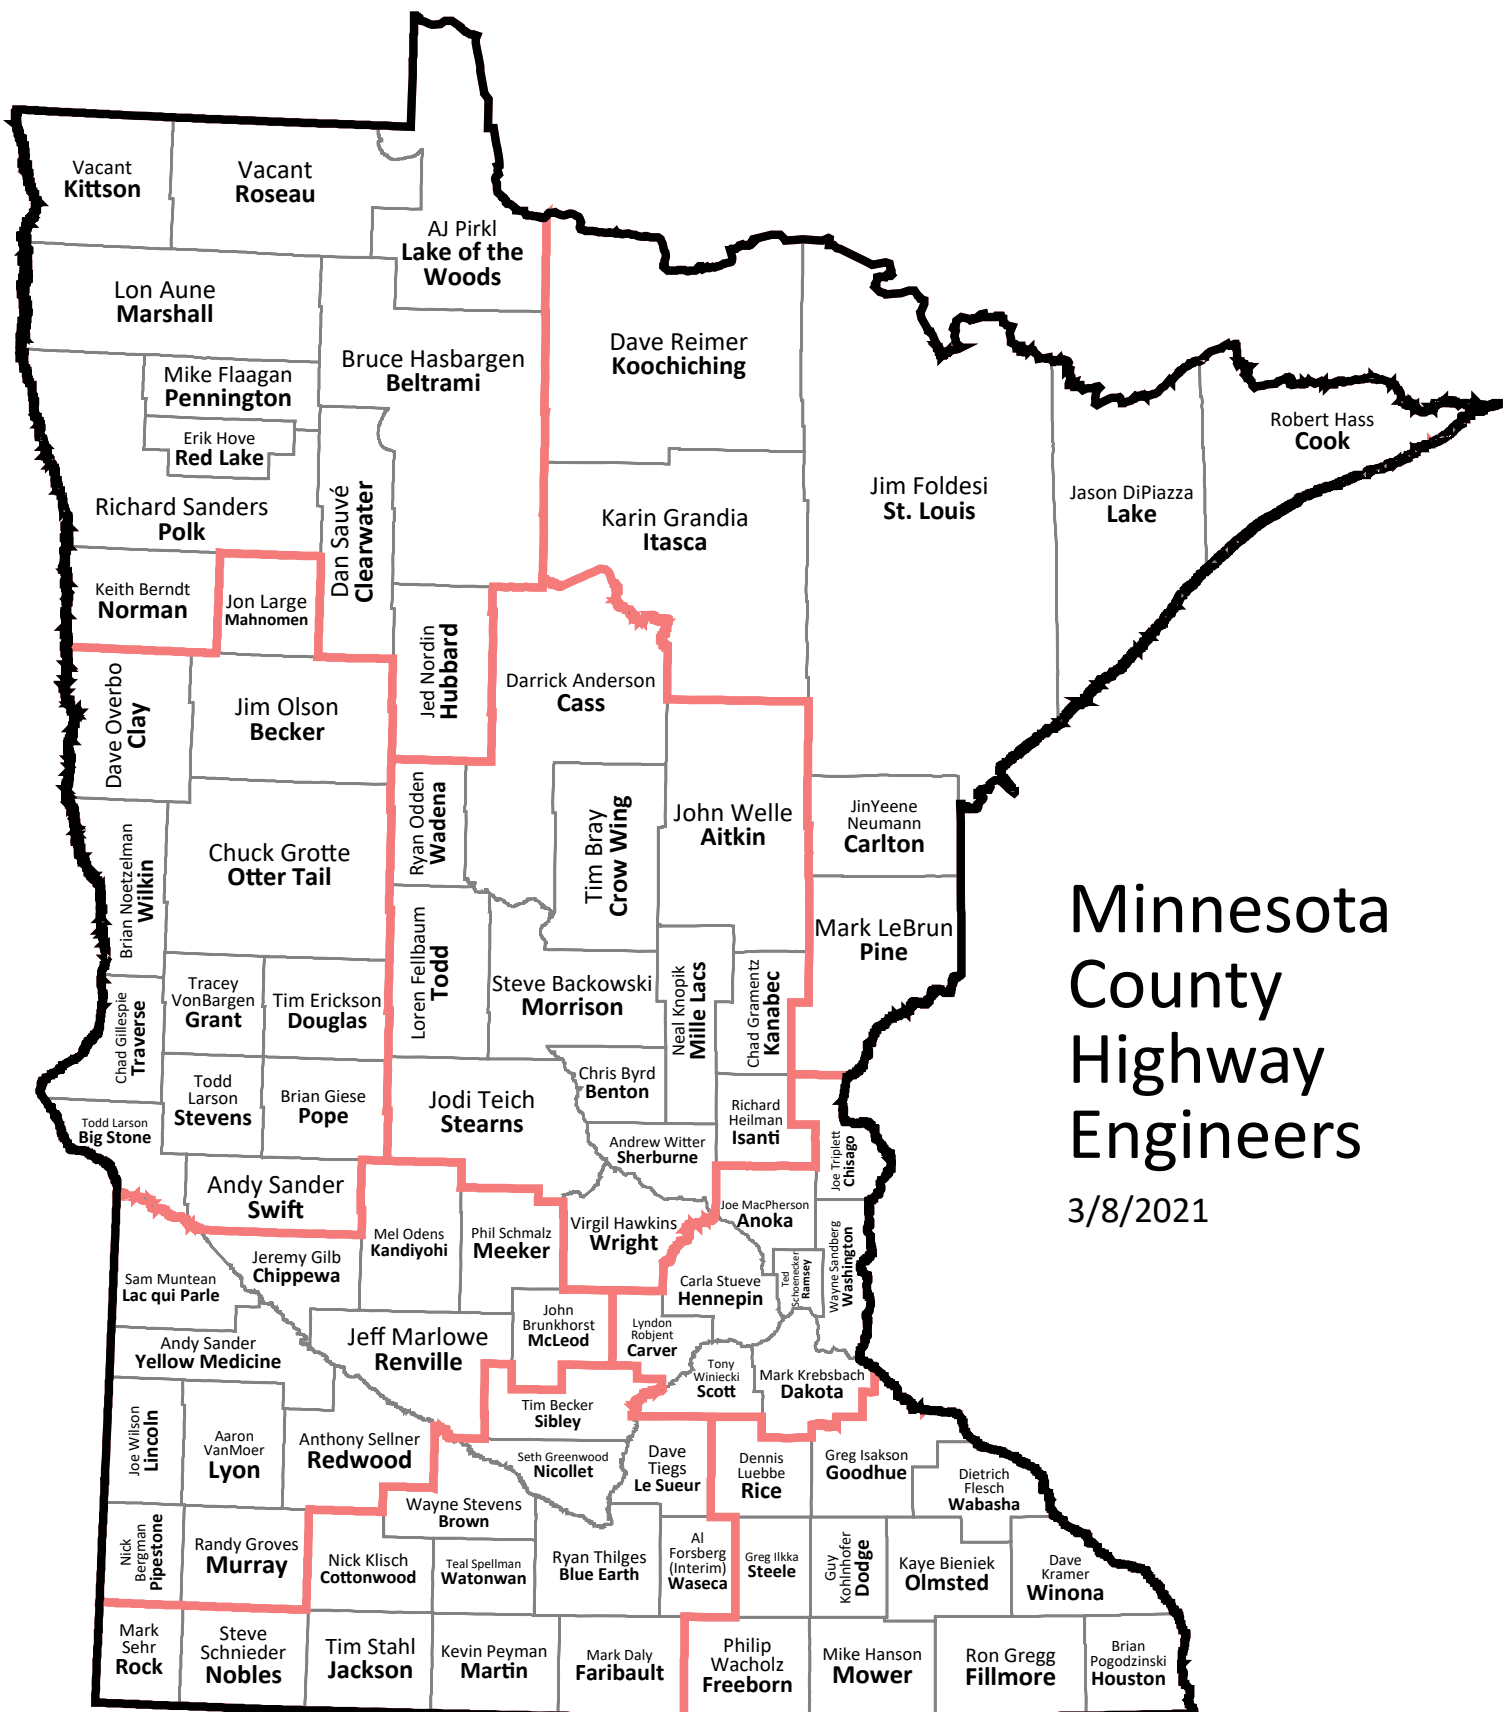 Vacant
Kittson
Vacant
Roseau
AJ Pirkl
Lake of the
Woods
Lon Aune
Marshall
Bruce Hasbargen
Beltrami
Dave Reimer
Koochiching
Mike Flaagan
Pennington
Erik Hove
Red Lake
Robert Hass
Cook
Richard Sanders
Polk
Dan Sauvé
Clearwater
Karin Grandia
Itasca
Jim Foldesi
St. Louis
Jason DiPiazza
Lake
Keith Berndt
Norman
Jon Large
Mahnomen
Jed Nordin
Hubbard
Darrick Anderson
Cass
Dave Overbo
Clay
Jim Olson
Becker
Ryan Odden
Wadena
Tim Bray
Crow Wing
John Welle
Aitkin
JinYeene
Neumann
Carlton
Brian Noetzelman
Wilkin
Chuck Grotte
Otter Tail
Mark LeBrun
Pine
Minnesota
County
Highway
Engineers
3/8/2021
Loren Fellbaum
Todd
Steve Backowski
Morrison
Neal Knopik
Mille Lacs
Chad Gramentz
Kanabec
Chad Gillespie
Traverse
Tracey
VonBargen
Grant
Tim Erickson
Douglas
Todd
Larson
Stevens
Brian Giese
Pope
Jodi Teich
Stearns
Chris Byrd
Benton
Richard
Heilman
Isanti
Todd Larson
Big Stone
Andrew Witter
Sherburne
Joe Triplett
Chisago
Andy Sander
Swift
Mel Odens
Kandiyohi
Phil Schmalz
Meeker
Virgil Hawkins
Wright
Joe MacPherson
Anoka
Wayne Sandberg
Washington
Ted
Schoenecker
Ramsey
Jeremy Gilb
Chippewa
Sam Muntean
Lac qui Parle
Carla Stueve
Hennepin
John
Brunkhorst
McLeod
Lyndon
Robjent
Carver
Andy Sander
Yellow Medicine
Jeff Marlowe
Renville
Tony
Winiecki
Scott
Mark Krebsbach
Dakota
Joe Wilson
Lincoln
Aaron
VanMoer
Lyon
Anthony Sellner
Redwood
Tim Becker
Sibley
Seth Greenwood
Nicollet
Dave
Tiegs
Le Sueur
Dennis
Luebbe
Rice
Greg Isakson
Goodhue
Dietrich
Flesch
Wabasha
Nick
Bergman
Pipestone
Randy Groves
Murray
Wayne Stevens
Brown
Nick Klisch
Cottonwood
Teal Spellman
Watonwan
Ryan Thilges
Blue Earth
Al
Forsberg
(Interim)
Waseca
Greg Ilkka
Steele
Guy
Kohlnhofer
Dodge
Kaye Bieniek
Olmsted
Dave
Kramer
Winona
Mark
Sehr
Rock
Steve
Schnieder
Nobles
Tim Stahl
Jackson
Kevin Peyman
Martin
Mark Daly
Faribault
Philip
Wacholz
Freeborn
Mike Hanson
Mower
Ron Gregg
Fillmore
Brian
Pogodzinski
Houston